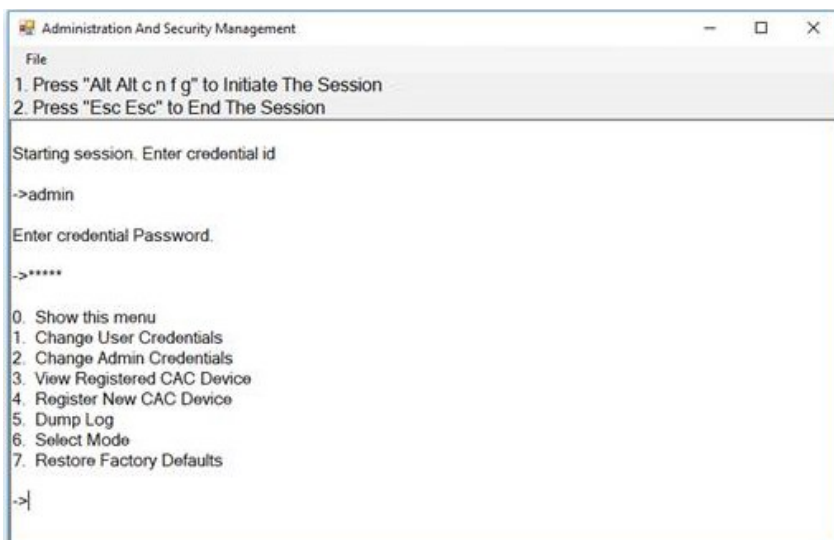 Administration And Security Management
File
1. Press "Alt Alt c n f g" to Initiate The Session
2. Press "Esc Esc" to End The Session
Starting session. Enter credential id
->admin
Enter credential Password.
->*****
0. Show this menu
1. Change User Credentials
2. Change Admin Credentials
3. View Registered CAC Device
4. Register New CAC Device
5. Dump Log
6. Select Mode
7. Restore Factory Defaults
->